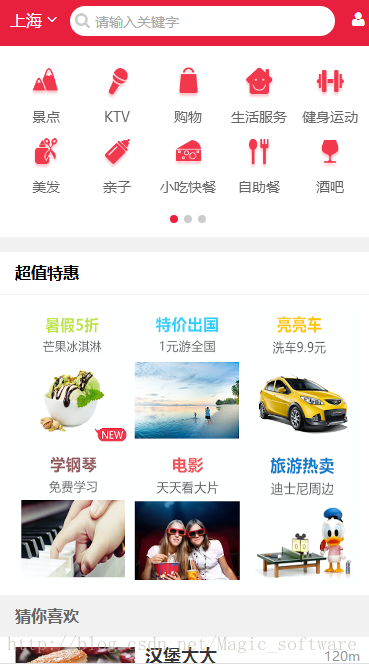 上海 请输入关键字
景点 KTV 购物 生活服务 健身运动
美发 亲子 小吃快餐 自助餐 酒吧
超值特惠
暑假5折 特价出国 亮亮车
芒果冰淇淋 1元游全国 洗车9.9元
NEW
学钢琴 电影 旅游热卖
免费学习 天天看大片 迪士尼周边
猜你喜欢
http://blog.csdn.net/Magic_software
汉堡大大 120m